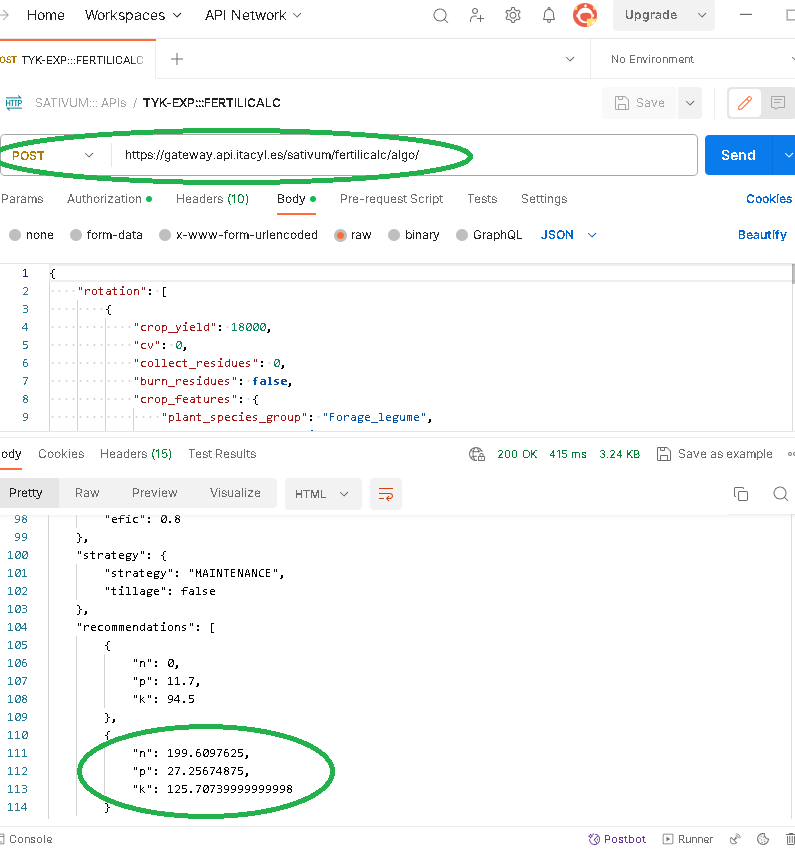 Home Workspaces API Network Upgrade
POST TYK-EXP:::FERTILICALC No Environment
HTTP SATIVUM::: APIs / TYK-EXP:::FERTILICALC Save
POST https://gateway.api.itacyl.es/sativum/fertilicalc/algo/ Send
Params Authorization Headers (10) Body Pre-request Script Tests Settings Cookies
none form-data x-www-form-urlencoded raw binary GraphQL JSON Beautify
1 {
2 "rotation": [
3 {
4 "crop_yield": 18000,
5 "cv": 0,
6 "collect_residues": 0,
7 "burn_residues": false,
8 "crop_features": {
9 "plant_species_group": "Forage_legume",
ody Cookies Headers (15) Test Results 200 OK 415 ms 3.24 KB Save as example
Pretty Raw Preview Visualize HTML
98 "efic": 0.8
99 },
100 "strategy": {
101 "strategy": "MAINTENANCE",
102 "tillage": false
103 },
104 "recommendations": [
105 {
106 "n": 0,
107 "p": 11.7,
108 "k": 94.5
109 },
110 {
111 "n": 199.6097625,
112 "p": 27.25674875,
113 "k": 125.70739999999998
114 }
Console Postbot Runner